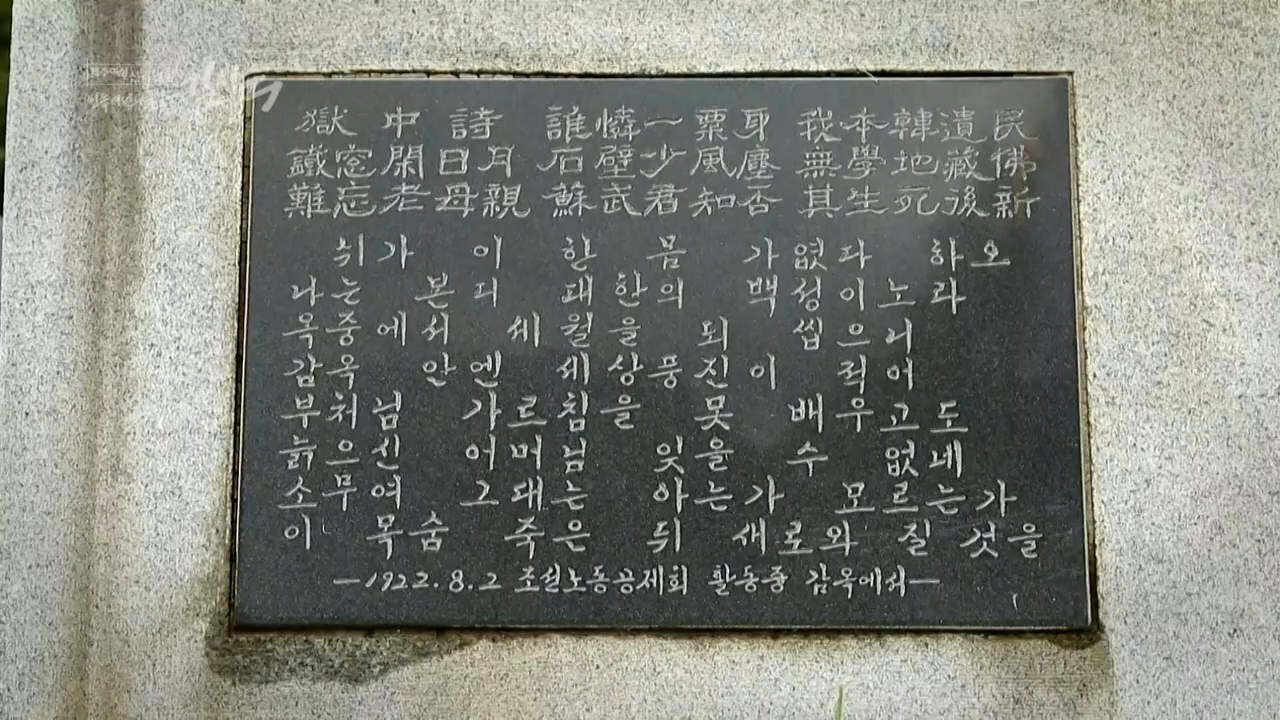 獄中詩 誰憐一粟身 我本韓遺民
鐵窓閑日月 石壁少風塵 無學地藏佛
難忘老母親 蘇武君知否 其生死後新
뉘가 이 한 몸 가엾다 하오
나는 본디 패한의 백성이노라
옥중에서 세월을 되씹으니
감옥 안엔 세상 풍진이 적어
부처님 가르침을 못 배우고도
늙으신 어머님 잊을 수 없네
소무여 그대는 아는가 모르는가
이 목숨 죽은 뒤 새로와 질 것을
—1922.8.2 조선노동공제회 활동중 감옥에서—